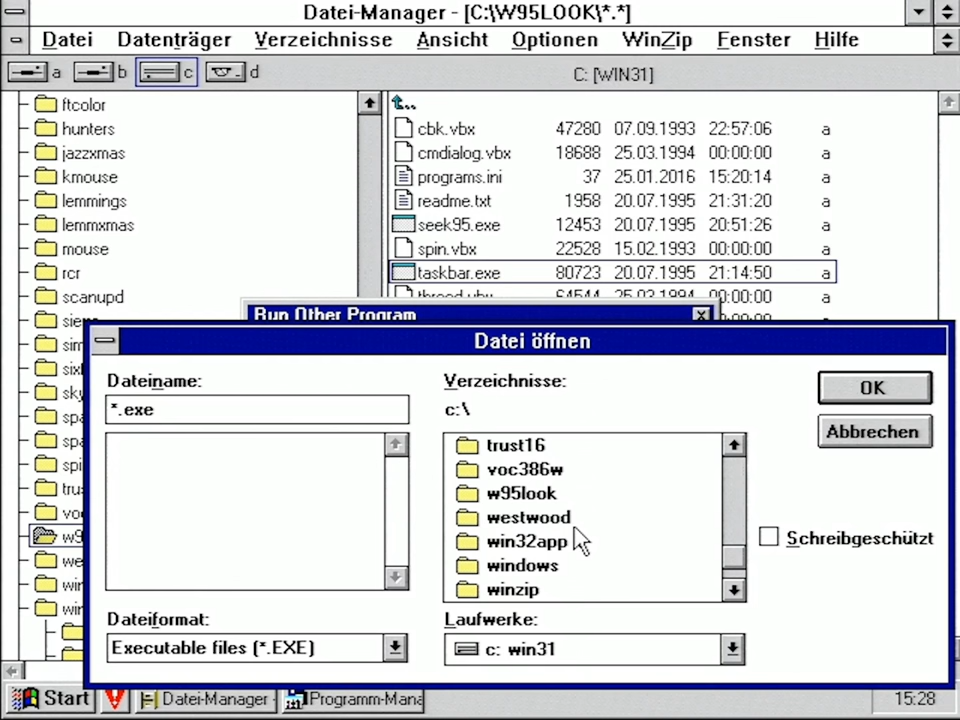 Datei-Manager - [C:\W95LOOK\*.*]
Datei Datenträger Verzeichnisse Ansicht Optionen WinZip Fenster Hilfe
a b c d C: [WIN31]
ftcolor
hunters
jazzxmas
kmouse
lemmings
lemmxmas
mouse
rcr
scanupd
..
cbk.vbx 47280 07.09.1993 22:57:06 a
cmdialog.vbx 18688 25.03.1994 00:00:00 a
programs.ini 37 25.01.2016 15:20:14 a
readme.txt 1958 20.07.1995 21:31:20 a
seek95.exe 12453 20.07.1995 20:51:26 a
spin.vbx 22528 15.02.1993 00:00:00 a
taskbar.exe 80723 20.07.1995 21:14:50 a
Run Other Program
Datei öffnen
Dateiname:
*.exe
Verzeichnisse:
c:\
trust16
voc386w
w95look
westwood
win32app
windows
winzip
OK
Abbrechen
Schreibgeschützt
Dateiformat:
Executable files (*.EXE)
Laufwerke:
c: win31
Start Datei-Manager - Programm-Mana 15:28